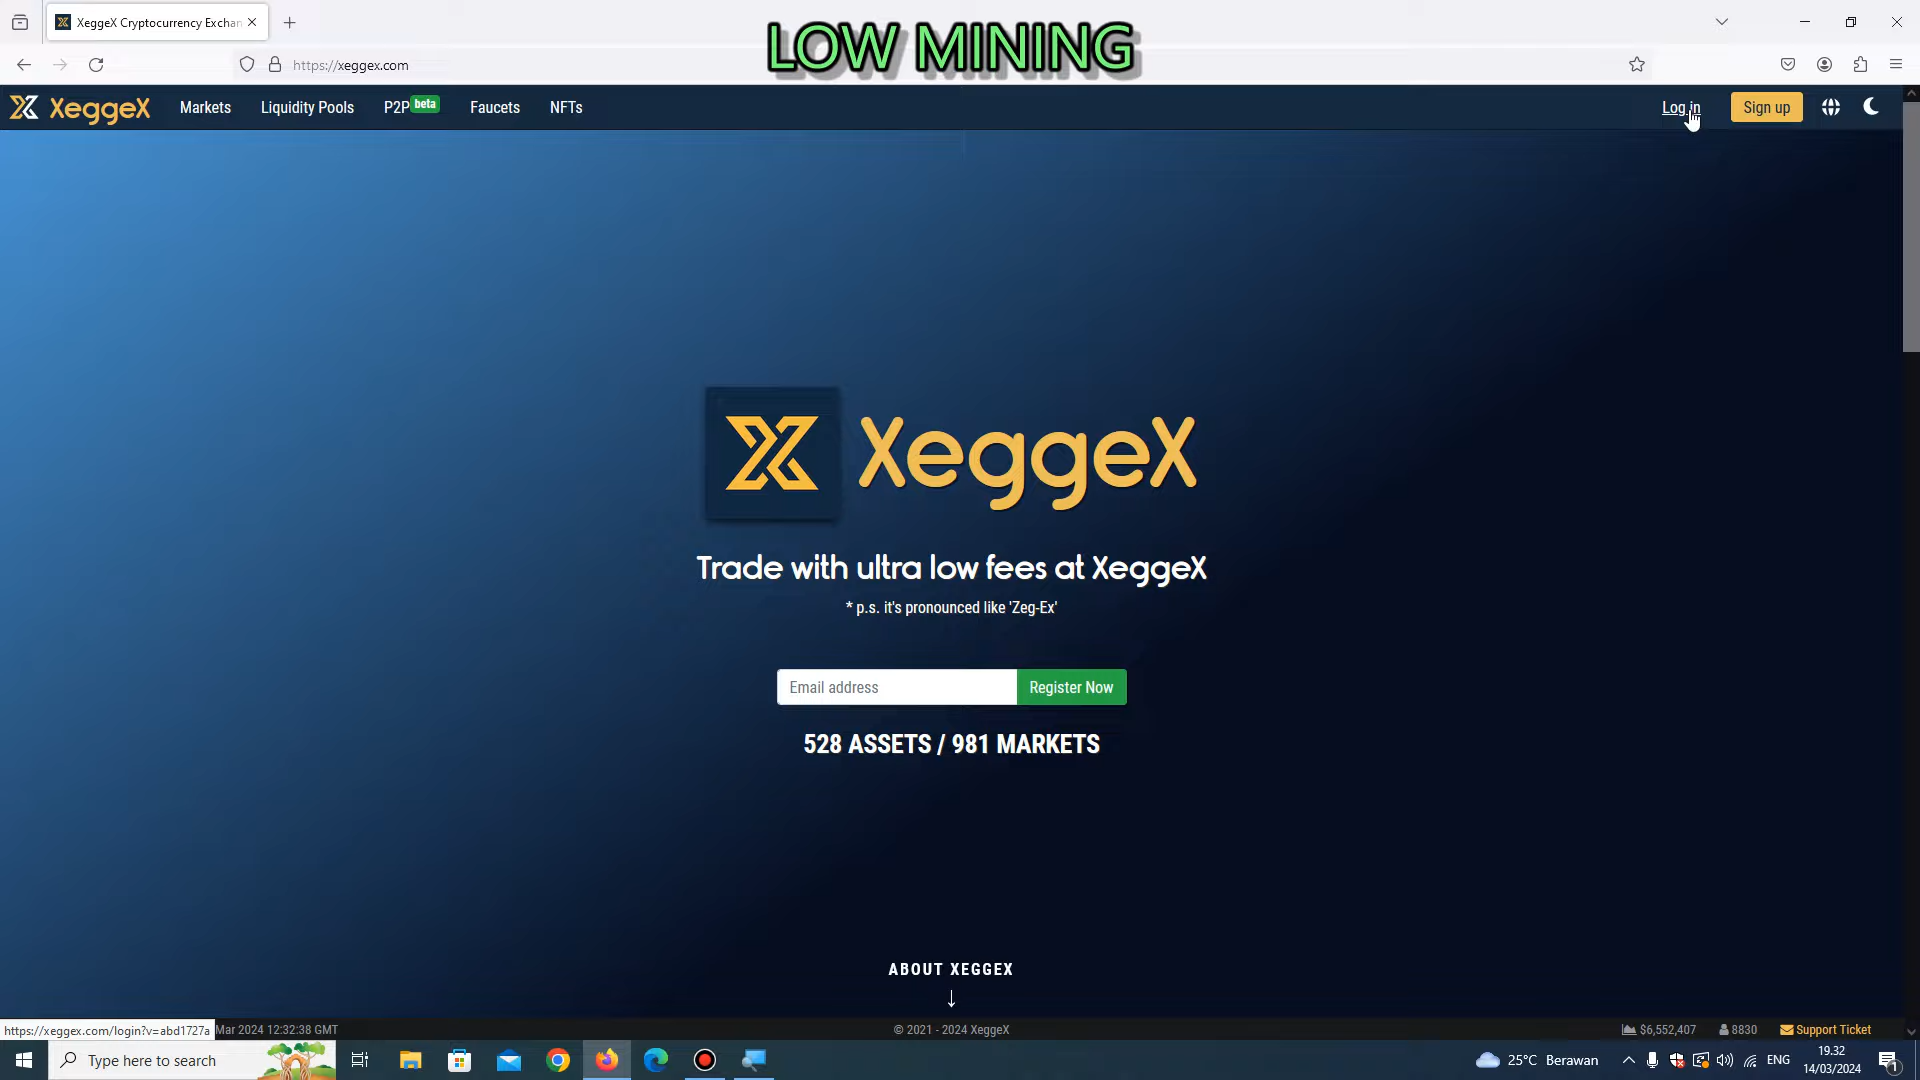 XeggeX Cryptocurrency Exchan
LOW MINING
https://xeggex.com
XeggeX
Markets
Liquidity Pools
P2P beta
Faucets
NFTs
Log in
Sign up
XeggeX
Trade with ultra low fees at XeggeX
* p.s. it's pronounced like 'Zeg-Ex'
Email address
Register Now
528 ASSETS / 981 MARKETS
ABOUT XEGGEX
↓
https://xeggex.com/login?v=abd1727a
Mar 2024 12:32:38 GMT
© 2021 - 2024 XeggeX
$6,552,407
8830
Support Ticket
Type here to search
25°C Berawan
ENG
19.32
14/03/2024
1